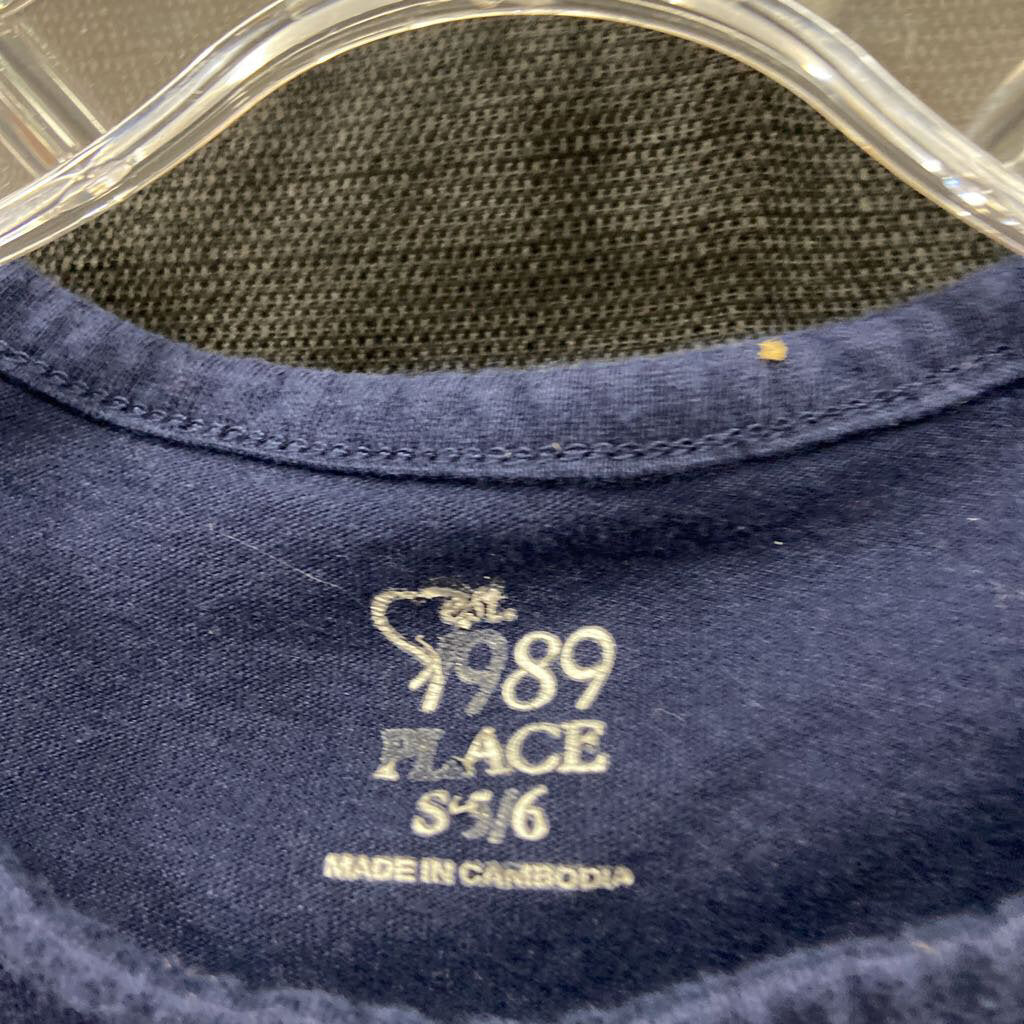 est.
1989
PLACE
S 5/6
MADE IN CAMBODIA